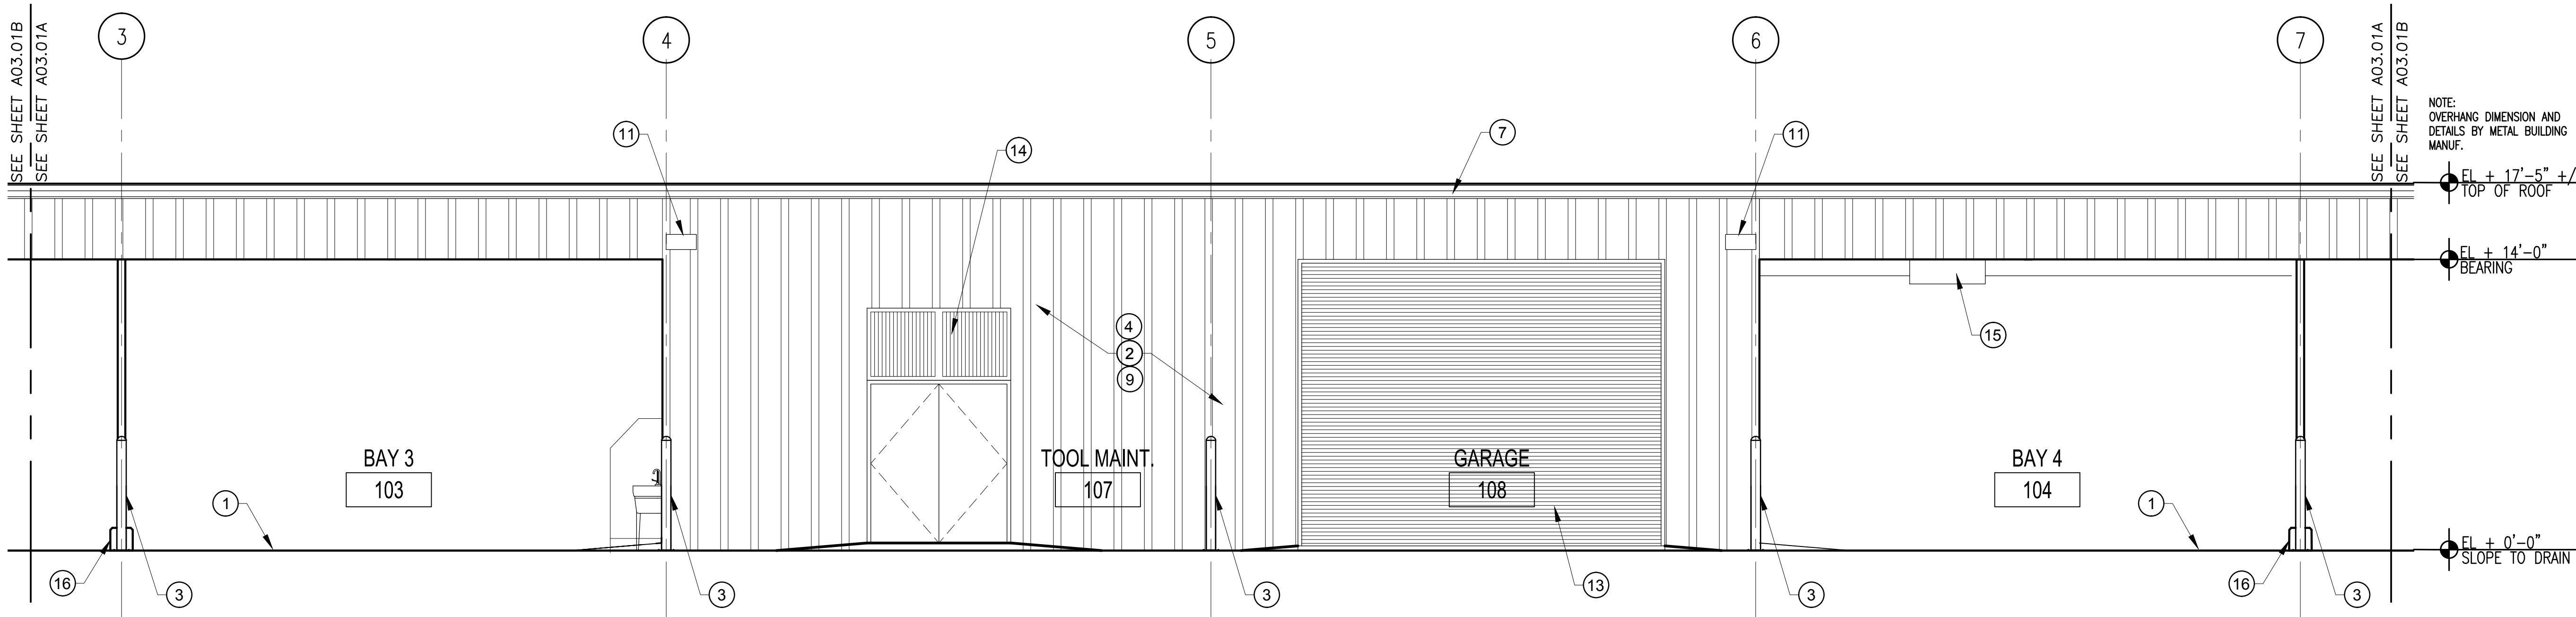 SEE SHEET A03.01B
SEE SHEET A03.01A
3
4
5
6
7
SEE SHEET A03.01A
SEE SHEET A03.01B
NOTE:
OVERHANG DIMENSION AND
DETAILS BY METAL BUILDING
MANUF.
11
14
7
11
EL + 17'-5" +/
TOP OF ROOF
EL + 14'-0"
BEARING
4
2
9
15
BAY 3
103
TOOL MAINT.
107
GARAGE
108
BAY 4
104
1
1
EL + 0'-0"
SLOPE TO DRAIN
16
3
3
3
13
3
16
3